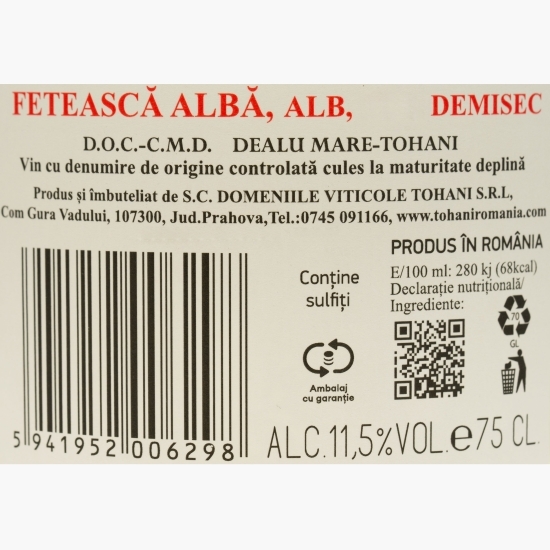 FETEASCĂ ALBĂ, ALB, DEMISEC
D.O.C.-C.M.D. DEALU MARE-TOHANI
Vin cu denumire de origine controlată cules la maturitate deplină
Produs și îmbuteliat de S.C. DOMENIILE VITICOLE TOHANI S.R.L,
Com Gura Vadului, 107300, Jud.Prahova,Tel.:0745 091166, www.tohaniromania.com
PRODUS ÎN ROMÂNIA
E/100 ml: 280 kj (68kcal)
Declarație nutrițională/
Ingrediente:
Conține
sulfiți
70
GL
Ambalaj
cu garanție
5 941952 006298
ALC.11,5%VOL.e75 CL.